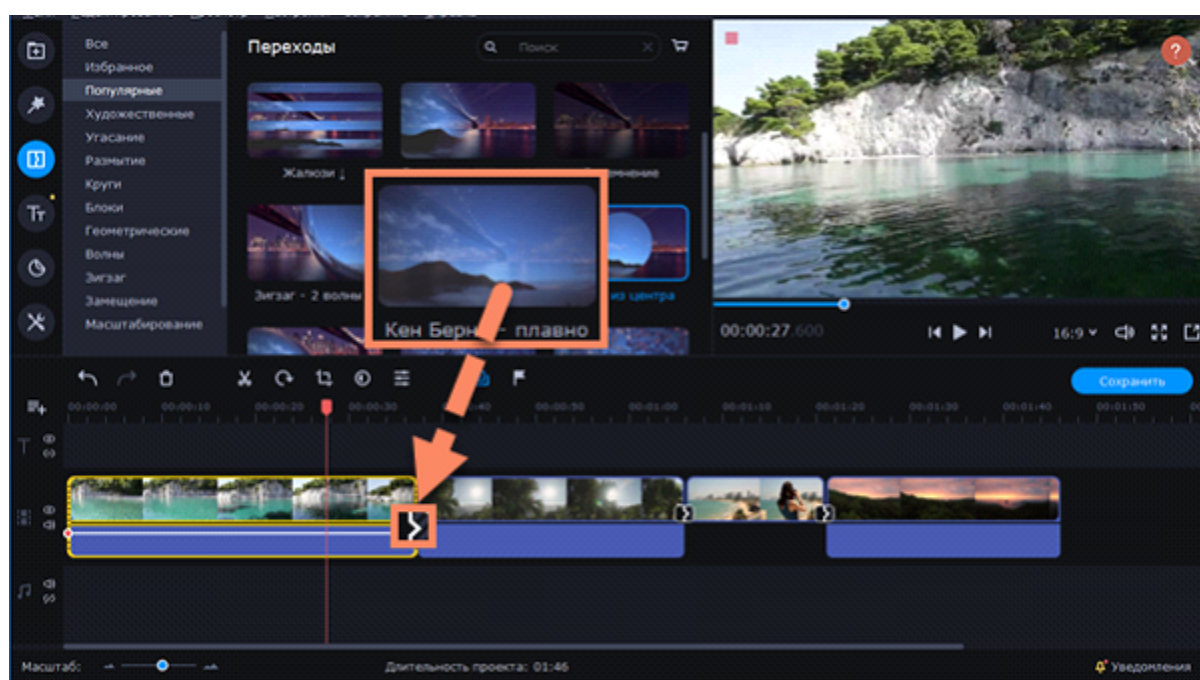 Переходы
Поиск
Все
Избранное
Популярные
Художественные
Угасание
Размытие
Круги
Блоки
Геометрические
Волны
Зигзаг
Замещение
Масштабирование
Жалюзи ↓
Зигзаг - 2 волны
из центра
Кен Бернс - плавно
?
00:00:27.600
16:9
Сохранить
00:00:00 00:00:10 00:00:20 00:00:30 00:00:50 00:01:00 00:01:10 00:01:20 00:01:30 00:01:40 00:01:50
Масштаб:
Длительность проекта: 01:46
Уведомления